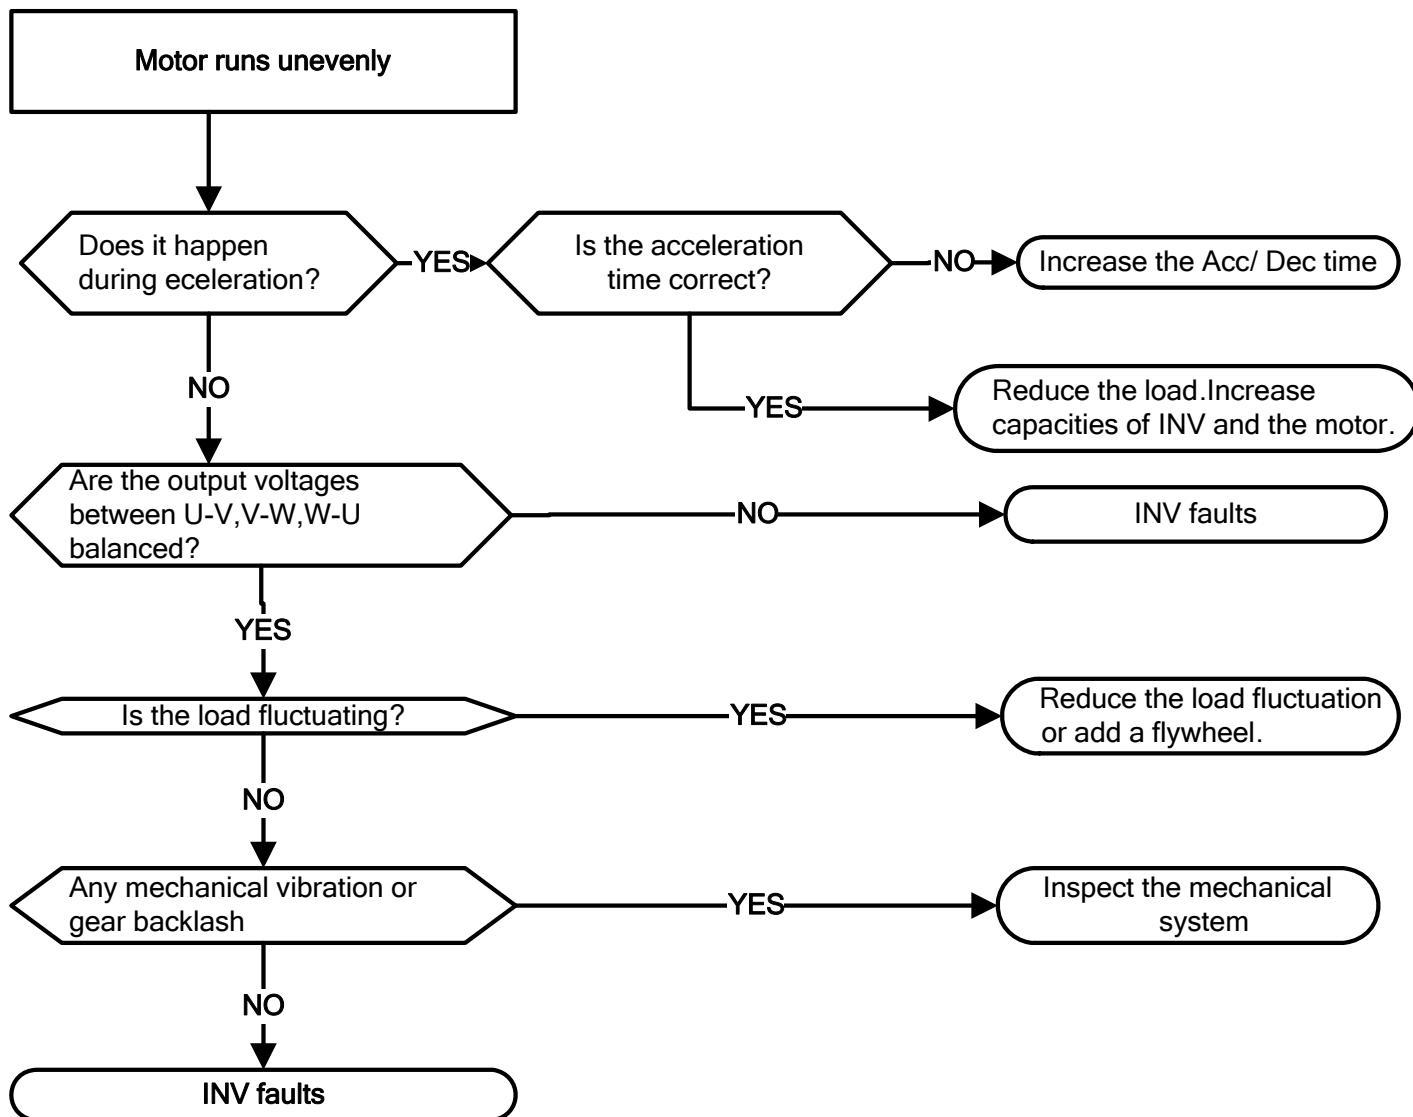 Motor runs unevenly
Does it happen
during eceleration?
YES
Is the acceleration
time correct?
NO
Increase the Acc/ Dec time
NO
YES
Reduce the load.Increase
capacities of INV and the motor.
Are the output voltages
between U-V,V-W,W-U
balanced?
NO
INV faults
YES
Is the load fluctuating?
YES
Reduce the load fluctuation
or add a flywheel.
NO
Any mechanical vibration or
gear backlash
YES
Inspect the mechanical
system
NO
INV faults